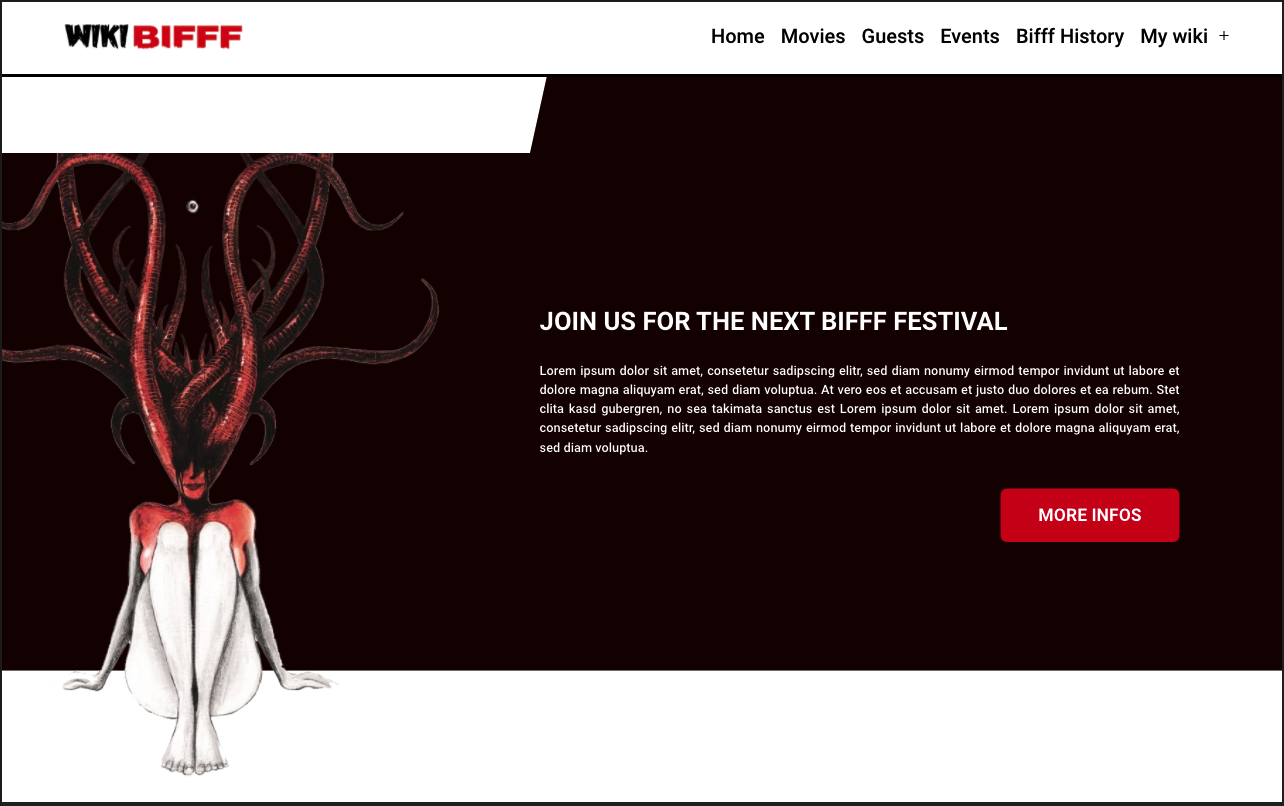 WIKI BIFFF
Home Movies Guests Events Bifff History My wiki +
JOIN US FOR THE NEXT BIFFF FESTIVAL
Lorem ipsum dolor sit amet, consetetur sadipscing elitr, sed diam nonumy eirmod tempor invidunt ut labore et
dolore magna aliquyam erat, sed diam voluptua. At vero eos et accusam et justo duo dolores et ea rebum. Stet
clita kasd gubergren, no sea takimata sanctus est Lorem ipsum dolor sit amet. Lorem ipsum dolor sit amet,
consetetur sadipscing elitr, sed diam nonumy eirmod tempor invidunt ut labore et dolore magna aliquyam erat,
sed diam voluptua.
MORE INFOS